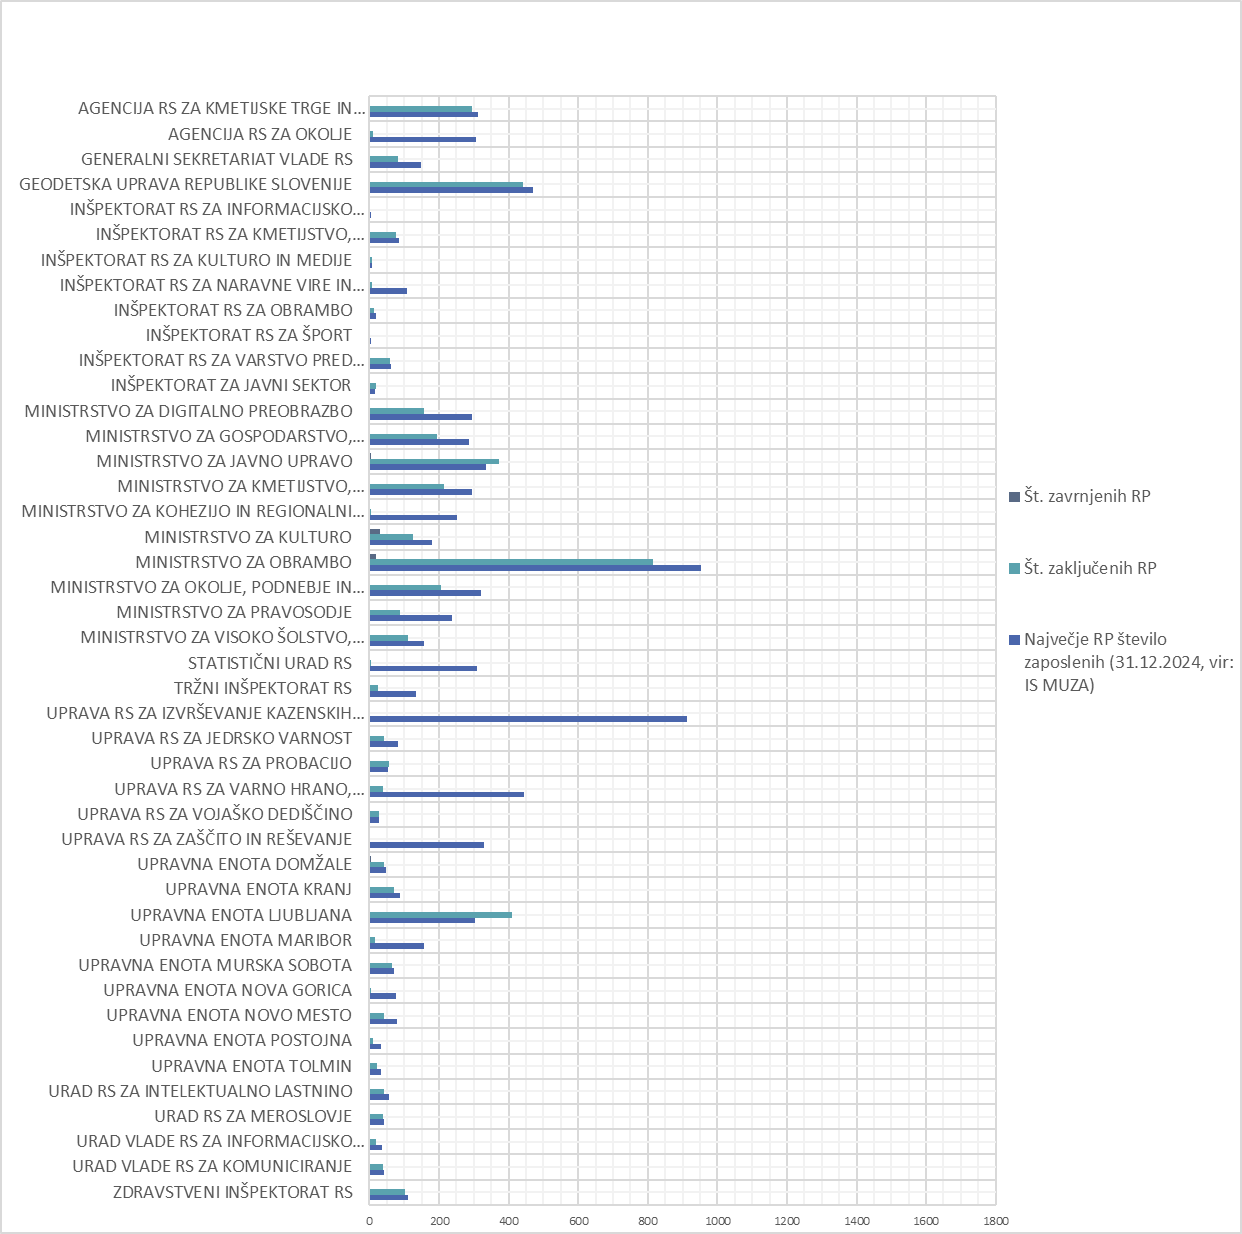 AGENCIJA RS ZA KMETIJSKE TRGE IN...
AGENCIJA RS ZA OKOLJE
GENERALNI SEKRETARIAT VLADE RS
GEODETSKA UPRAVA REPUBLIKE SLOVENIJE
INŠPEKTORAT RS ZA INFORMACIJSKO...
INŠPEKTORAT RS ZA KMETIJSTVO,...
INŠPEKTORAT RS ZA KULTURO IN MEDIJE
INŠPEKTORAT RS ZA NARAVNE VIRE IN...
INŠPEKTORAT RS ZA OBRAMBO
INŠPEKTORAT RS ZA ŠPORT
INŠPEKTORAT RS ZA VARSTVO PRED...
INŠPEKTORAT ZA JAVNI SEKTOR
MINISTRSTVO ZA DIGITALNO PREOBRAZBO
MINISTRSTVO ZA GOSPODARSTVO,...
MINISTRSTVO ZA JAVNO UPRAVO
MINISTRSTVO ZA KMETIJSTVO,...
MINISTRSTVO ZA KOHEZIJO IN REGIONALNI...
MINISTRSTVO ZA KULTURO
MINISTRSTVO ZA OBRAMBO
MINISTRSTVO ZA OKOLJE, PODNEBJE IN...
MINISTRSTVO ZA PRAVOSODJE
MINISTRSTVO ZA VISOKO ŠOLSTVO,...
STATISTIČNI URAD RS
TRŽNI INŠPEKTORAT RS
UPRAVA RS ZA IZVRŠEVANJE KAZENSKIH...
UPRAVA RS ZA JEDRSKO VARNOST
UPRAVA RS ZA PROBACIJO
UPRAVA RS ZA VARNO HRANO,...
UPRAVA RS ZA VOJAŠKO DEDIŠČINO
UPRAVA RS ZA ZAŠČITO IN REŠEVANJE
UPRAVNA ENOTA DOMŽALE
UPRAVNA ENOTA KRANJ
UPRAVNA ENOTA LJUBLJANA
UPRAVNA ENOTA MARIBOR
UPRAVNA ENOTA MURSKA SOBOTA
UPRAVNA ENOTA NOVA GORICA
UPRAVNA ENOTA NOVO MESTO
UPRAVNA ENOTA POSTOJNA
UPRAVNA ENOTA TOLMIN
URAD RS ZA INTELEKTUALNO LASTNINO
URAD RS ZA MEROSLOVJE
URAD VLADE RS ZA INFORMACIJSKO...
URAD VLADE RS ZA KOMUNICIRANJE
ZDRAVSTVENI INŠPEKTORAT RS
0 200 400 600 800 1000 1200 1400 1600 1800
Št. zavrnjenih RP
Št. zaključenih RP
Največje RP število
zaposlenih (31.12.2024, vir:
IS MUZA)